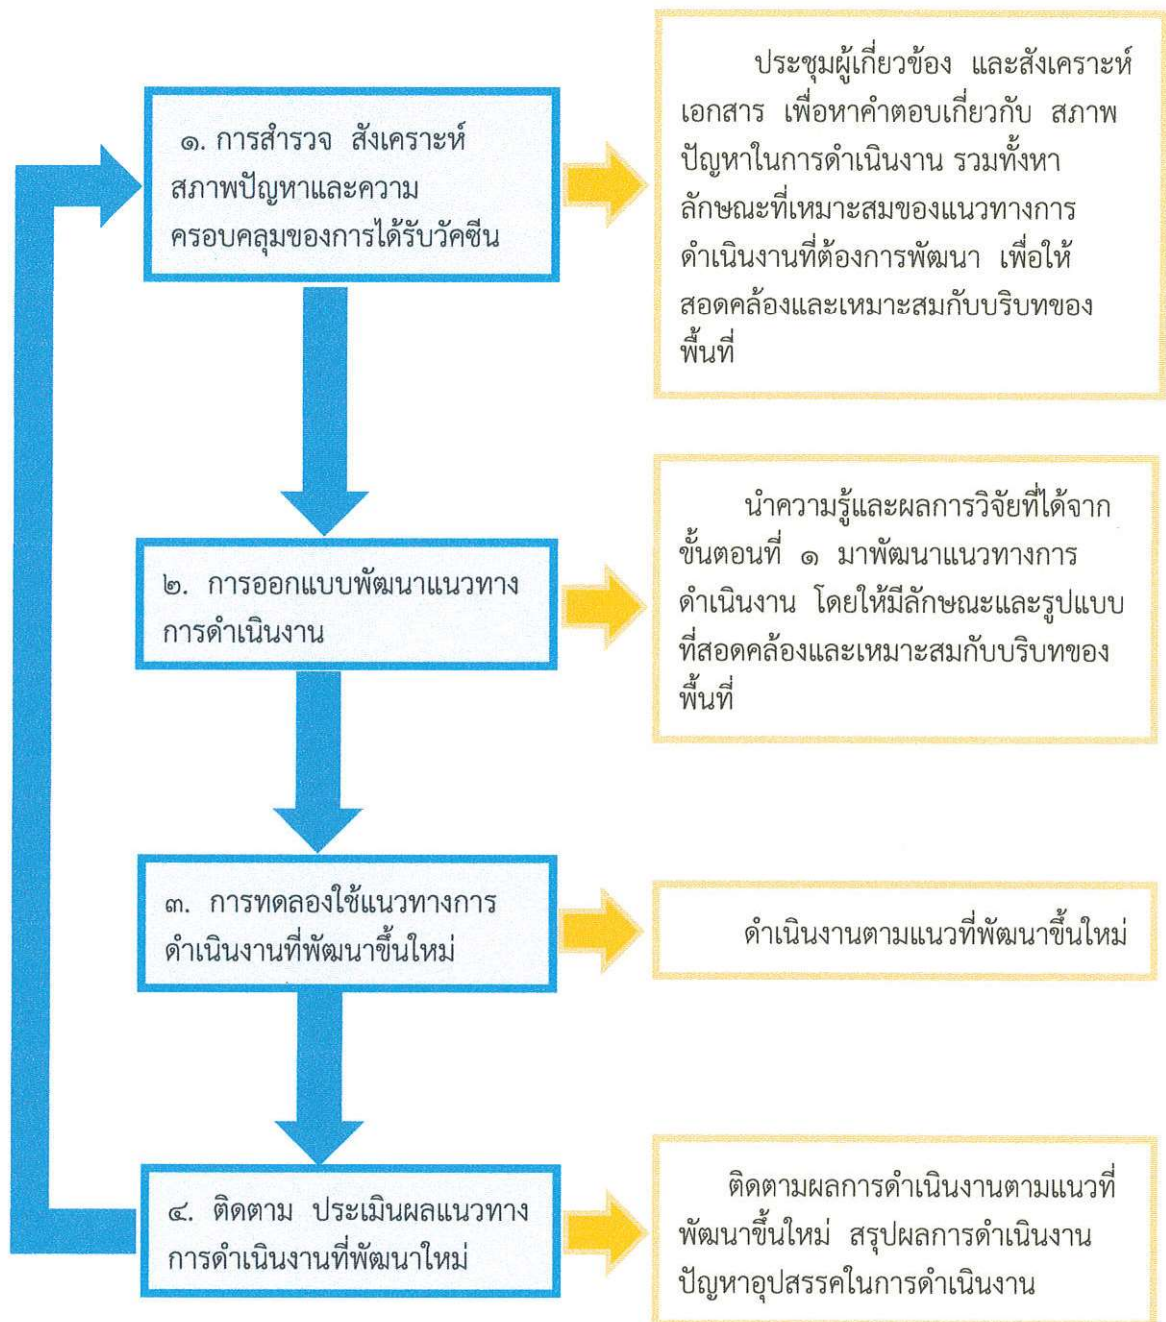 ๑. การสำรวจ สังเคราะห์
สภาพปัญหาและความ
ครอบคลุมของการได้รับวัคซีน
ประชุมผู้เกี่ยวข้อง และสังเคราะห์
เอกสาร เพื่อหาคำตอบเกี่ยวกับ สภาพ
ปัญหาในการดำเนินงาน รวมทั้งหา
ลักษณะที่เหมาะสมของแนวทางการ
ดำเนินงานที่ต้องการพัฒนา เพื่อให้
สอดคล้องและเหมาะสมกับบริบทของ
พื้นที่
๒. การออกแบบพัฒนาแนวทาง
การดำเนินงาน
นำความรู้และผลการวิจัยที่ได้จาก
ขั้นตอนที่ ๑ มาพัฒนาแนวทางการ
ดำเนินงาน โดยให้มีลักษณะและรูปแบบ
ที่สอดคล้องและเหมาะสมกับบริบทของ
พื้นที่
๓. การทดลองใช้แนวทางการ
ดำเนินงานที่พัฒนาขึ้นใหม่
ดำเนินงานตามแนวที่พัฒนาขึ้นใหม่
๔. ติดตาม ประเมินผลแนวทาง
การดำเนินงานที่พัฒนาใหม่
ติดตามผลการดำเนินงานตามแนวที่
พัฒนาขึ้นใหม่ สรุปผลการดำเนินงาน
ปัญหาอุปสรรคในการดำเนินงาน